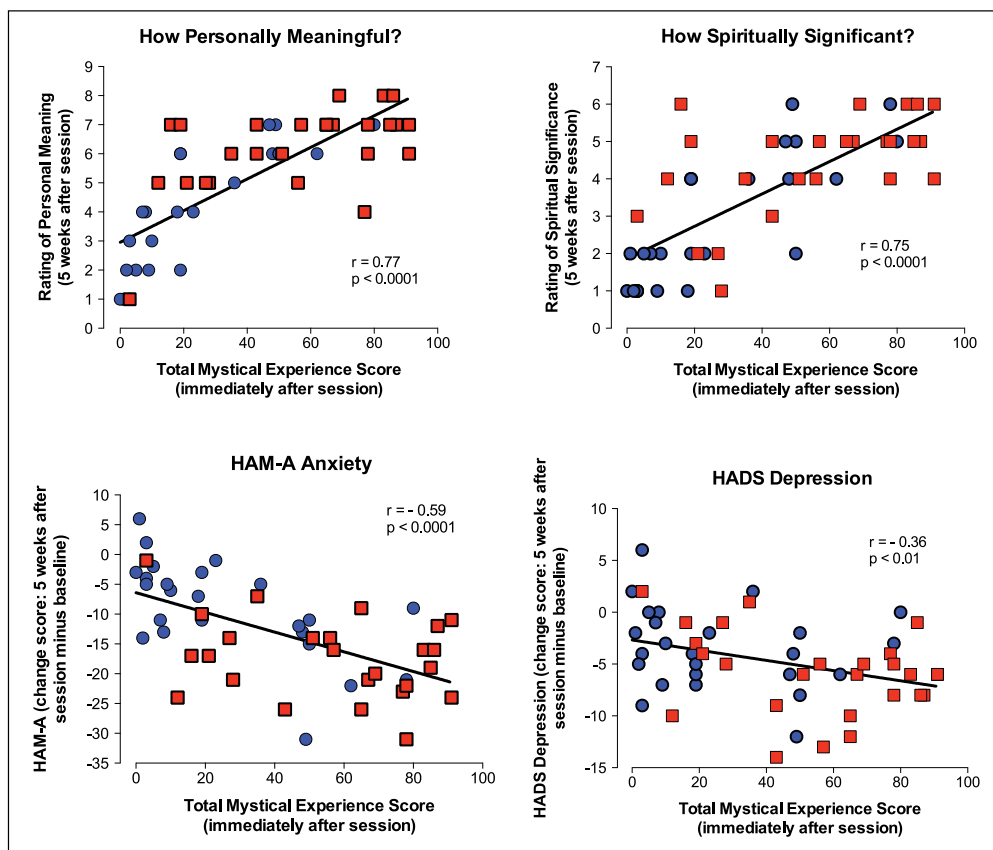 How Personally Meaningful?
Rating of Personal Meaning
(5 weeks after session)
9
8
7
6
5
4
3
2
1
0
r = 0.77
p < 0.0001
0 20 40 60 80 100
Total Mystical Experience Score
(immediately after session)
How Spiritually Significant?
Rating of Spiritual Significance
(5 weeks after session)
7
6
5
4
3
2
1
0
r = 0.75
p < 0.0001
0 20 40 60 80 100
Total Mystical Experience Score
(immediately after session)
HAM-A Anxiety
HAM-A (change score: 5 weeks after
session minus baseline)
10
5
0
-5
-10
-15
-20
-25
-30
-35
r = - 0.59
p < 0.0001
0 20 40 60 80 100
Total Mystical Experience Score
(immediately after session)
HADS Depression
HADS Depression (change score: 5 weeks after
session minus baseline)
10
5
0
-5
-10
-15
r = - 0.36
p < 0.01
0 20 40 60 80 100
Total Mystical Experience Score
(immediately after session)